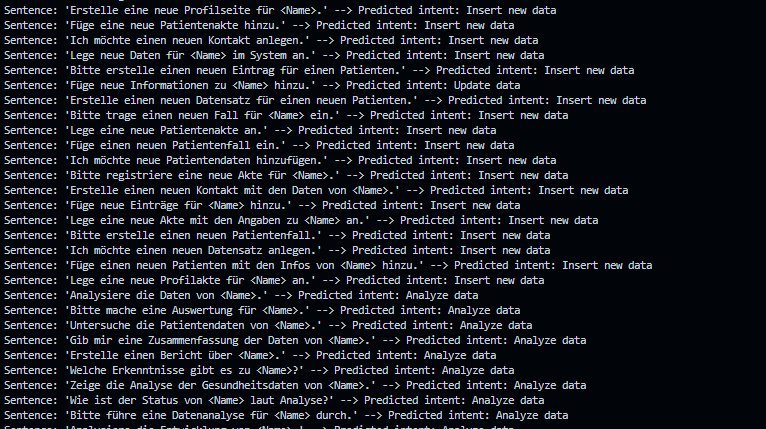 Sentence: 'Erstelle eine neue Profilseite für <Name>.' --> Predicted intent: Insert new data
Sentence: 'Füge eine neue Patientenakte hinzu.' --> Predicted intent: Insert new data
Sentence: 'Ich möchte einen neuen Kontakt anlegen.' --> Predicted intent: Insert new data
Sentence: 'Lege neue Daten für <Name> im System an.' --> Predicted intent: Insert new data
Sentence: 'Bitte erstelle einen neuen Eintrag für einen Patienten.' --> Predicted intent: Insert new data
Sentence: 'Füge neue Informationen zu <Name> hinzu.' --> Predicted intent: Update data
Sentence: 'Erstelle einen neuen Datensatz für einen neuen Patienten.' --> Predicted intent: Insert new data
Sentence: 'Bitte trage einen neuen Fall für <Name> ein.' --> Predicted intent: Insert new data
Sentence: 'Lege eine neue Patientenakte an.' --> Predicted intent: Insert new data
Sentence: 'Füge einen neuen Patientenfall ein.' --> Predicted intent: Insert new data
Sentence: 'Ich möchte neue Patientendaten hinzufügen.' --> Predicted intent: Insert new data
Sentence: 'Bitte registriere eine neue Akte für <Name>.' --> Predicted intent: Insert new data
Sentence: 'Erstelle einen neuen Kontakt mit den Daten von <Name>.' --> Predicted intent: Insert new data
Sentence: 'Füge neue Einträge für <Name> hinzu.' --> Predicted intent: Insert new data
Sentence: 'Lege eine neue Akte mit den Angaben zu <Name> an.' --> Predicted intent: Insert new data
Sentence: 'Bitte erstelle einen neuen Patientenfall.' --> Predicted intent: Insert new data
Sentence: 'Ich möchte einen neuen Datensatz anlegen.' --> Predicted intent: Insert new data
Sentence: 'Füge einen neuen Patienten mit den Infos von <Name> hinzu.' --> Predicted intent: Insert new data
Sentence: 'Lege eine neue Profilakte für <Name> an.' --> Predicted intent: Insert new data
Sentence: 'Analysiere die Daten von <Name>.' --> Predicted intent: Analyze data
Sentence: 'Bitte mache eine Auswertung für <Name>.' --> Predicted intent: Analyze data
Sentence: 'Untersuche die Patientendaten von <Name>.' --> Predicted intent: Analyze data
Sentence: 'Gib mir eine Zusammenfassung der Daten von <Name>.' --> Predicted intent: Analyze data
Sentence: 'Erstelle einen Bericht über <Name>.' --> Predicted intent: Analyze data
Sentence: 'Welche Erkenntnisse gibt es zu <Name>?' --> Predicted intent: Analyze data
Sentence: 'Zeige die Analyse der Gesundheitsdaten von <Name>.' --> Predicted intent: Analyze data
Sentence: 'Wie ist der Status von <Name> laut Analyse?' --> Predicted intent: Analyze data
Sentence: 'Bitte führe eine Datenanalyse für <Name> durch.' --> Predicted intent: Analyze data